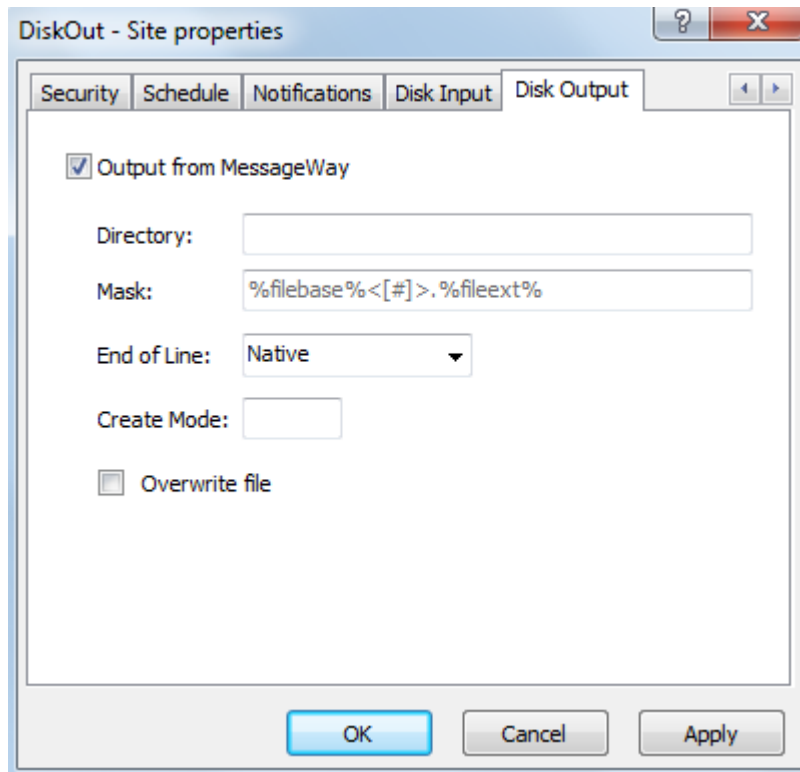 DiskOut - Site properties
? X
Security Schedule Notifications Disk Input Disk Output
Output from MessageWay
Directory:
Mask: %filebase%<[#]>.%fileext%
End of Line: Native
Create Mode:
Overwrite file
OK Cancel Apply